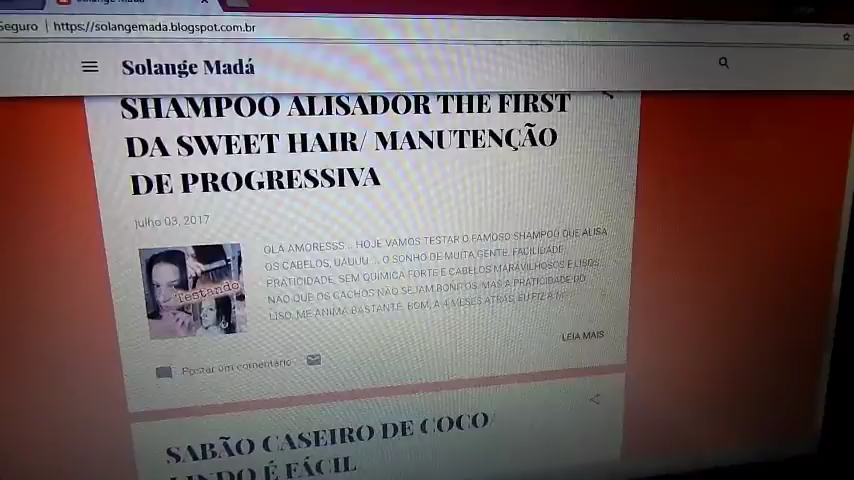 Seguro | https://solangemada.blogspot.com.br
Solange Madá
SHAMPOO ALISADOR THE FIRST
DA SWEET HAIR/ MANUTENÇÃO
DE PROGRESSIVA
julho 03, 2017
OLA AMORESSS... HOJE VAMOS TESTAR O FAMOSO SHAMPOO QUE ALISA
OS CABELOS, UAUUU... O SONHO DE MUITA GENTE, FACILIDADE,
PRATICIDADE, SEM QUIMICA FORTE E CABELOS MARAVILHOSOS E LISOS.
NÃO QUE OS CACHOS NÃO SEJAM BONITOS, MAS A PRATICIDADE DO
LISO, ME ANIMA BASTANTE. BOM, A 4 MESES ATRAS, EU FIZ A
Testando
LEIA MAIS
Postar um comentário
SABÃO CASEIRO DE COCO/
LINDO É FÁCIL